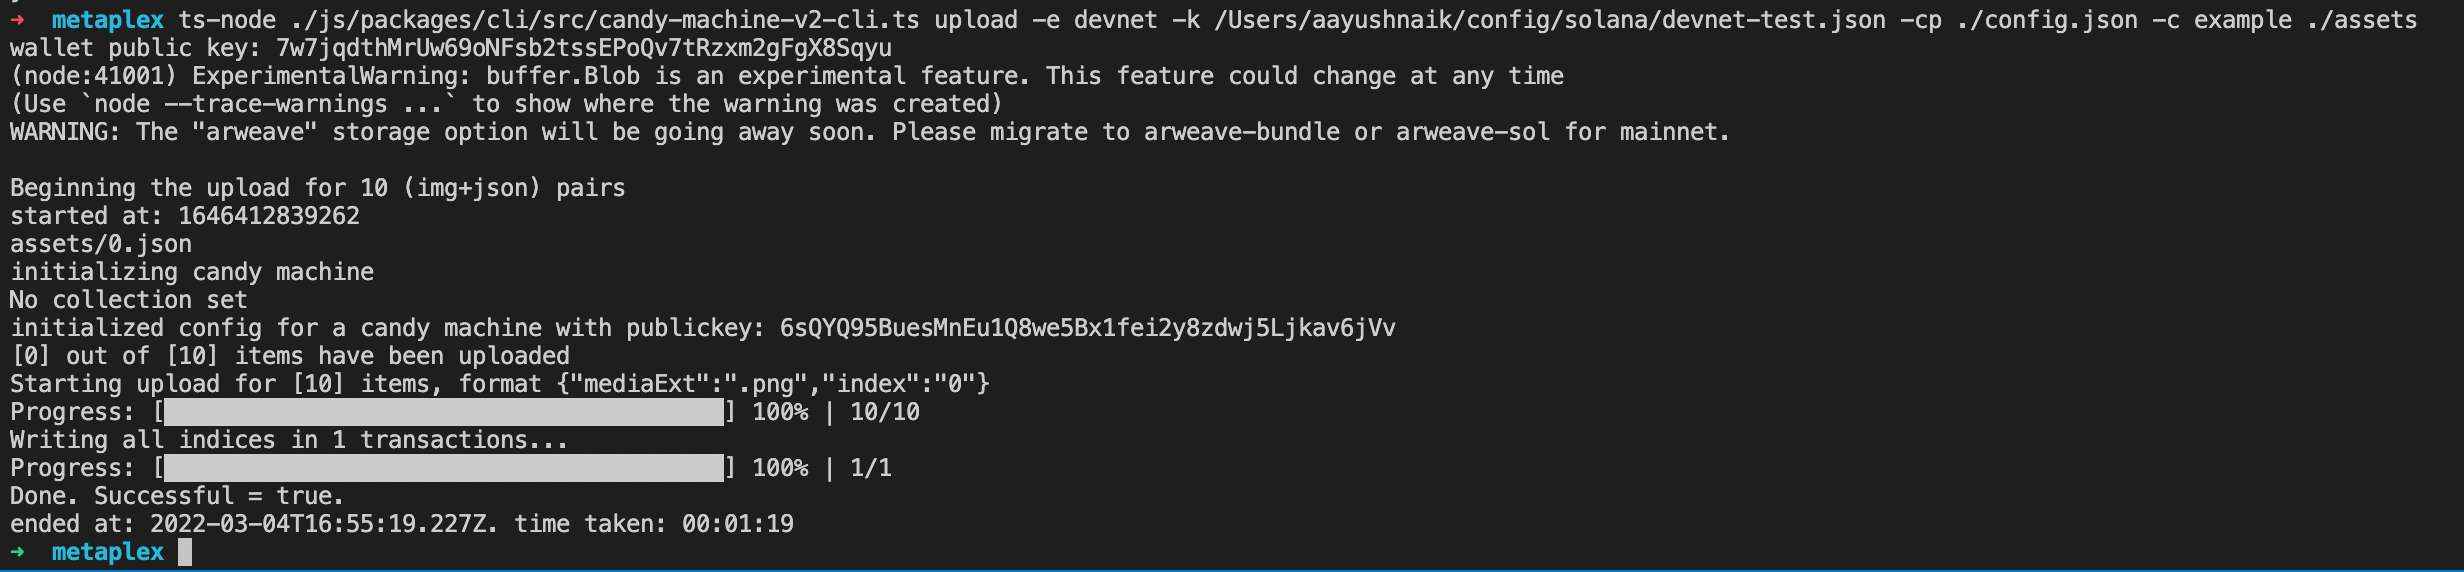 ➜  metaplex ts-node ./js/packages/cli/src/candy-machine-v2-cli.ts upload -e devnet -k /Users/aayushnaik/config/solana/devnet-test.json -cp ./config.json -c example ./assets
wallet public key: 7w7jqdthMrUw69oNFsb2tssEPoQv7tRzxm2gFgX8Sqyu
(node:41001) ExperimentalWarning: buffer.Blob is an experimental feature. This feature could change at any time
(Use `node --trace-warnings ...` to show where the warning was created)
WARNING: The "arweave" storage option will be going away soon. Please migrate to arweave-bundle or arweave-sol for mainnet.

Beginning the upload for 10 (img+json) pairs
started at: 1646412839262
assets/0.json
initializing candy machine
No collection set
initialized config for a candy machine with publickey: 6sQYQ95BuesMnEu1Q8we5Bx1fei2y8zdwj5Ljkav6jVv
[0] out of [10] items have been uploaded
Starting upload for [10] items, format {"mediaExt":".png","index":"0"}
Progress: [] 100% | 10/10
Writing all indices in 1 transactions...
Progress: [] 100% | 1/1
Done. Successful = true.
ended at: 2022-03-04T16:55:19.227Z. time taken: 00:01:19
➜  metaplex